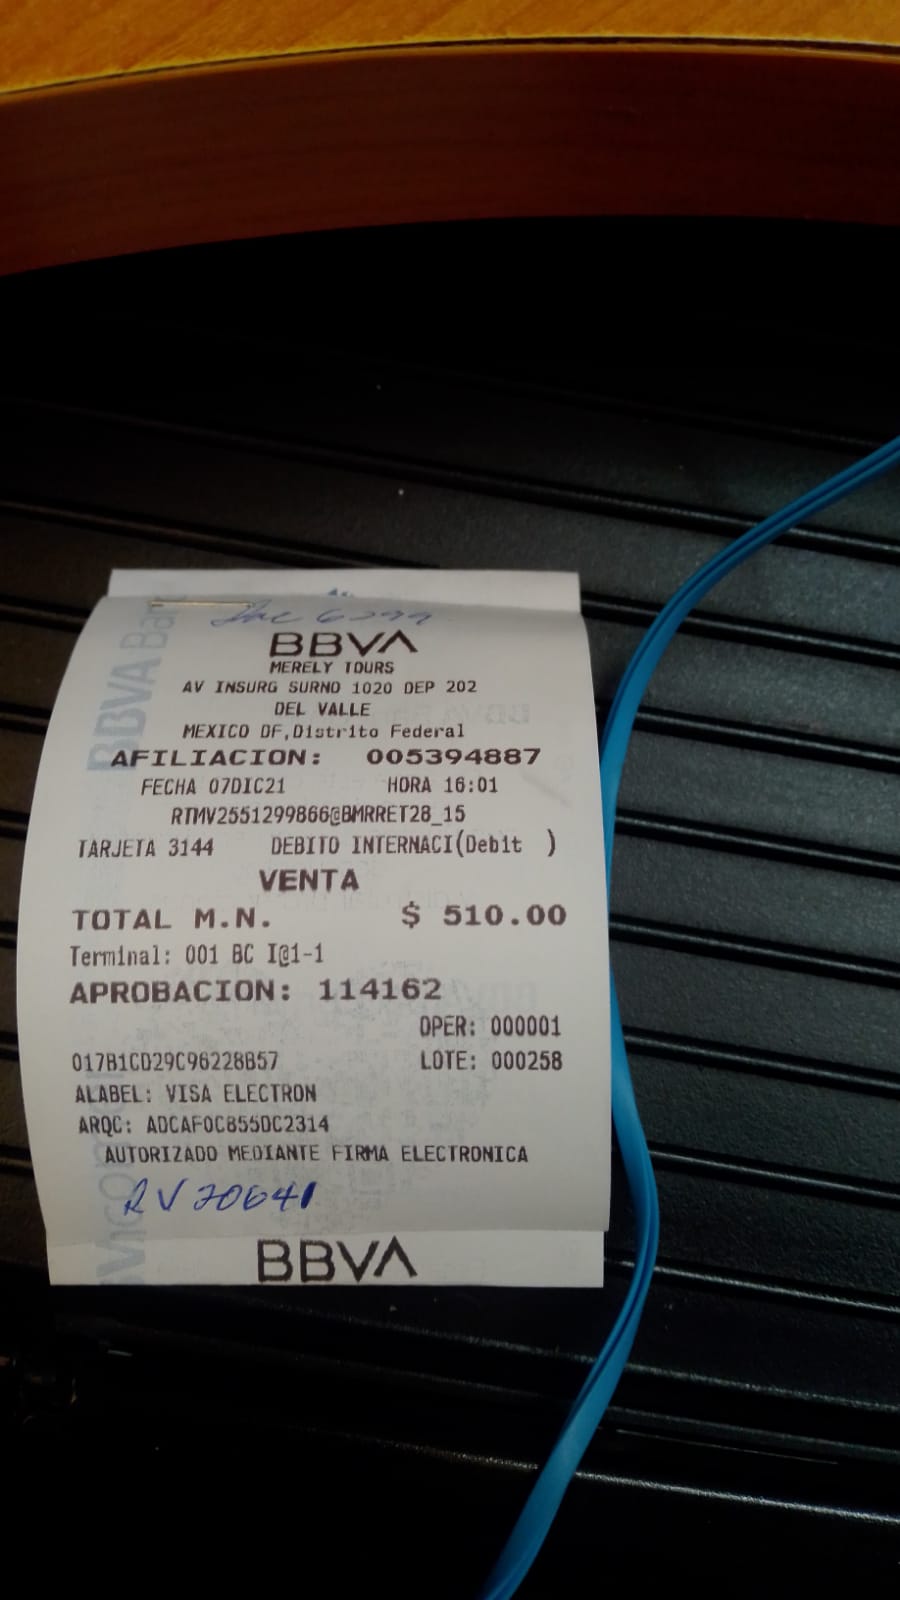 6299
BBVA
MERELY TOURS
AV INSURG SURNO 1020 DEP 202
DEL VALLE
MEXICO DF,Distrito Federal
AFILIACION: 005394887
FECHA 07DIC21 HORA 16:01
RTMV2551299866@BMRRET28_15
TARJETA 3144 DEBITO INTERNACI(Debit )
VENTA
TOTAL M.N. $ 510.00
Terminal: 001 BC I@1-1
APROBACION: 114162
OPER: 000001
017B1CD29C96228B57 LOTE: 000258
ALABEL: VISA ELECTRON
ARQC: ADCAF0C855DC2314
AUTORIZADO MEDIANTE FIRMA ELECTRONICA
RV 70641
BBVA